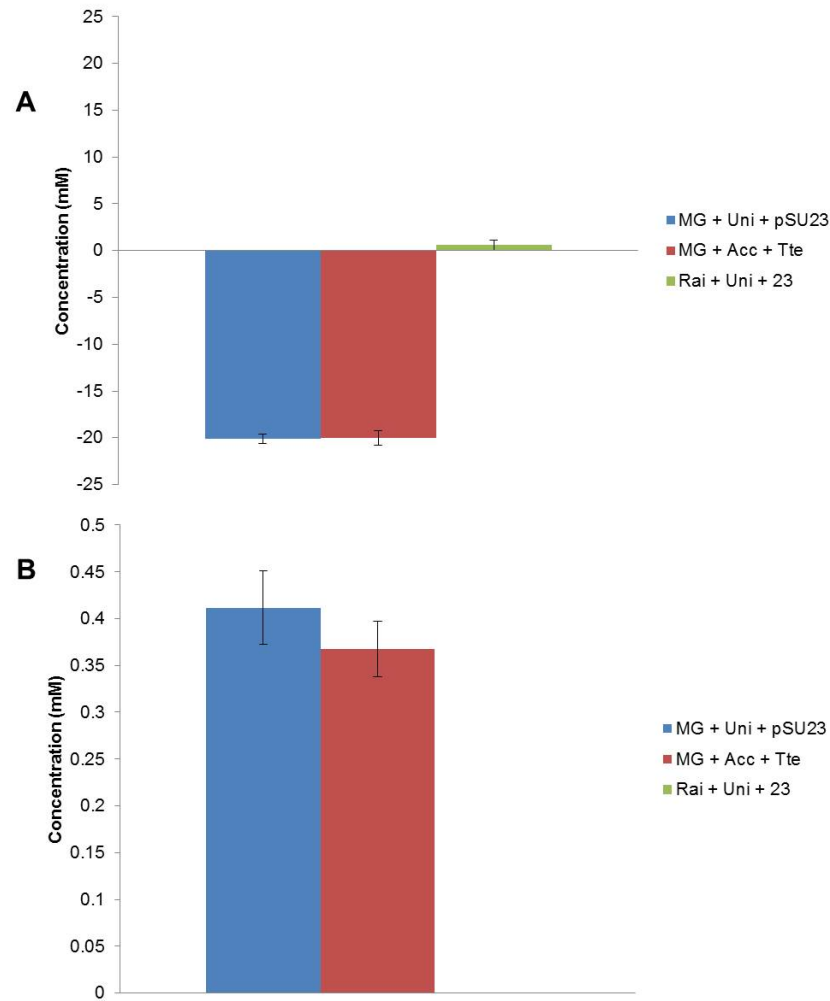 A
Concentration (mM)
25
20
15
10
5
0
-5
-10
-15
-20
-25
MG + Uni + pSU23
MG + Acc + Tte
Rai + Uni + 23
B
Concentration (mM)
0.5
0.45
0.4
0.35
0.3
0.25
0.2
0.15
0.1
0.05
0
MG + Uni + pSU23
MG + Acc + Tte
Rai + Uni + 23